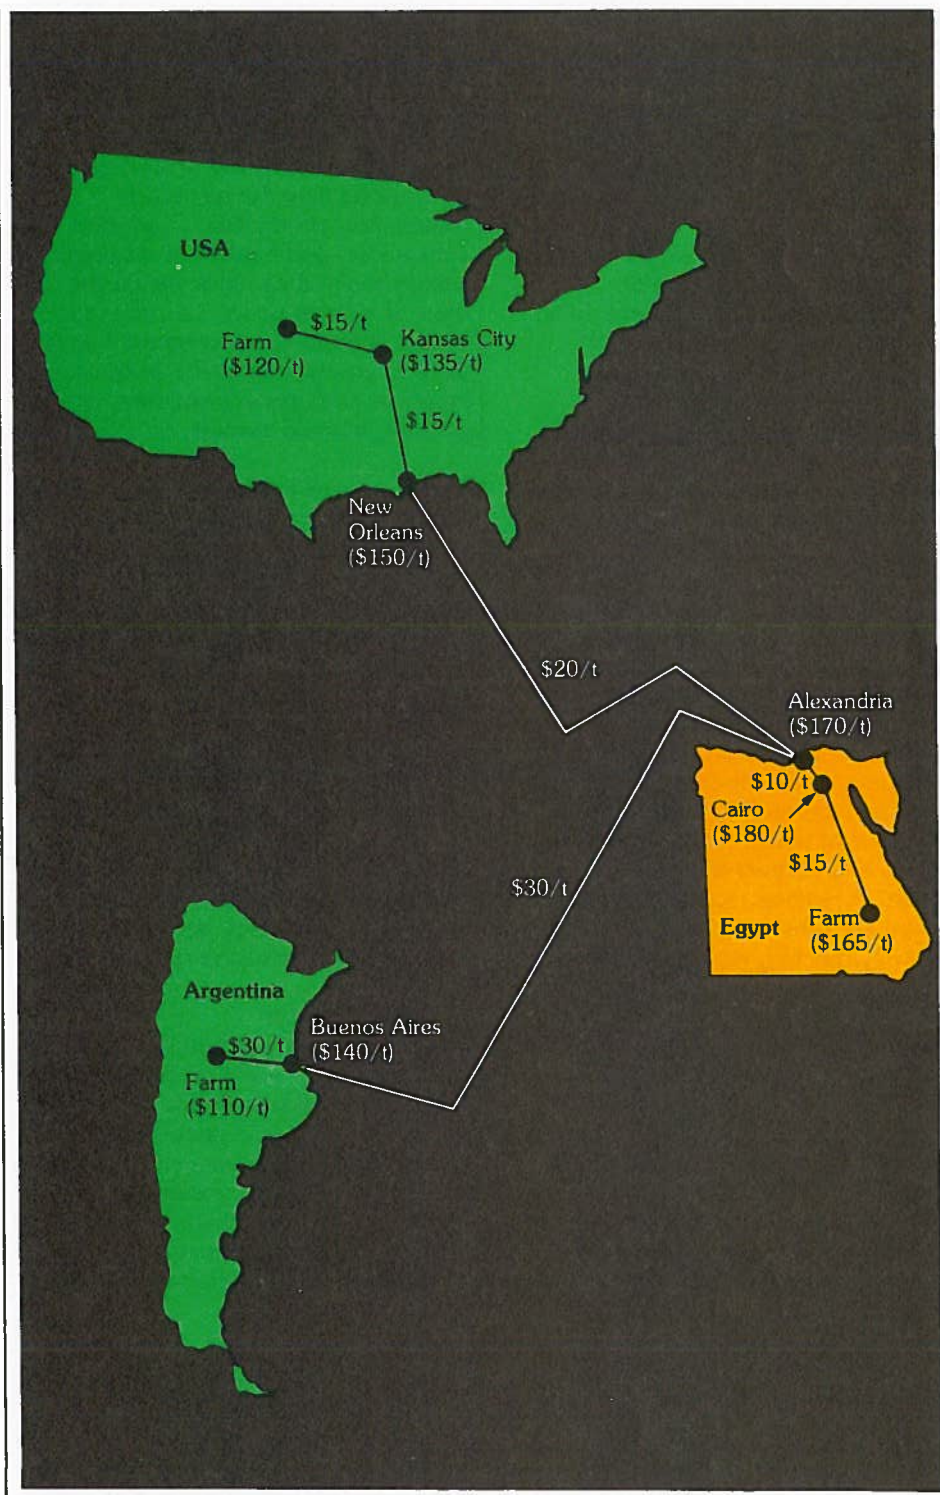 USA
$15/t
Farm
($120/t)
Kansas City
($135/t)
$15/t
New
Orleans
($150/t)
$20/t
Alexandria
($170/t)
$10/t
Cairo
($180/t)
$15/t
Farm
($165/t)
Egypt
$30/t
Argentina
Buenos Aires
($140/t)
$30/t
Farm
($110/t)